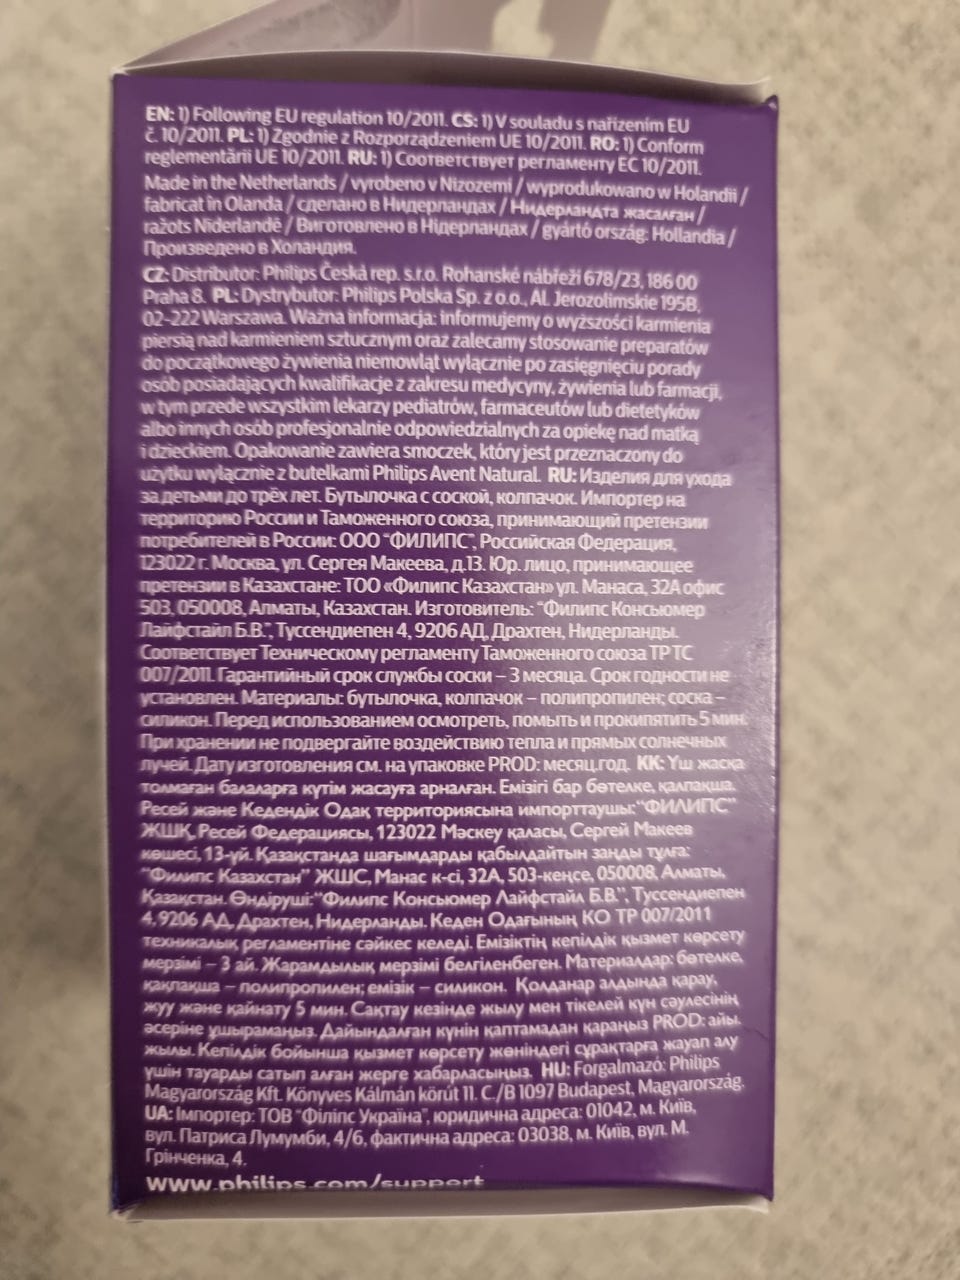 EN: 1) Following EU regulation 10/2011. CS: 1) V souladu s nařízením EU
č. 10/2011. PL: 1) Zgodnie z Rozporządzeniem UE 10/2011. RO: 1) Conform
reglementării UE 10/2011. RU: 1) Соответствует регламенту ЕС 10/2011.
Made in the Netherlands / vyrobeno v Nizozemí / wyprodukowano w Holandii /
fabricat în Olanda / сделано в Нидерландах / Нидерландта жасалған /
ražots Nīderlandē / Виготовлено в Нідерландах / gyártó ország: Hollandia /
Произведено в Холандия.
CZ: Distributor: Philips Česká rep. s.r.o. Rohanské nábřeží 678/23, 186 00
Praha 8. PL: Dystrybutor: Philips Polska Sp. z o.o., Al. Jerozolimskie 195B,
02-222 Warszawa. Ważna informacja: informujemy o wyższości karmienia
piersią nad karmieniem sztucznym oraz zalecamy stosowanie preparatów
do początkowego żywienia niemowląt wyłącznie po zasięgnięciu porady
osób posiadających kwalifikacje z zakresu medycyny, żywienia lub farmacji,
w tym przede wszystkim lekarzy pediatrów, farmaceutów lub dietetyków
albo innych osób profesjonalnie odpowiedzialnych za opiekę nad matką
i dzieckiem. Opakowanie zawiera smoczek, który jest przeznaczony do
użytku wyłącznie z butelkami Philips Avent Natural. RU: Изделия для ухода
за детьми до трёх лет. Бутылочка с соской, колпачок. Импортер на
территорию России и Таможенного союза, принимающий претензии
потребителей в России: ООО “ФИЛИПС”, Российская Федерация,
123022 г. Москва, ул. Сергея Макеева, д.13. Юр. лицо, принимающее
претензии в Казахстане: ТОО «Филипс Казахстан» ул. Манаса, 32А офис
503, 050008, Алматы, Казахстан. Изготовитель: “Филипс Консьюмер
Лайфстайл Б.В.”, Туссендиепен 4, 9206 АД, Драхтен, Нидерланды.
Соответствует Техническому регламенту Таможенного союза ТР ТС
007/2011. Гарантийный срок службы соски – 3 месяца. Срок годности не
установлен. Материалы: бутылочка, колпачок – полипропилен; соска –
силикон. Перед использованием осмотреть, помыть и прокипятить 5 мин.
При хранении не подвергайте воздействию тепла и прямых солнечных
лучей. Дату изготовления см. на упаковке PROD: месяц.год. KK: Үш жасқа
толмаған балаларға күтім жасауға арналған. Емізігі бар бөтелке, қалпақша.
Ресей және Кедендік Одақ территориясына импорттаушы: “ФИЛИПС”
ЖШҚ, Ресей Федерациясы, 123022 Мәскеу қаласы, Сергей Макеев
көшесі, 13-үй. Қазақстанда шағымдарды қабылдайтын заңды тұлға:
“Филипс Казахстан” ЖШС, Манас к-сі, 32А, 503-кеңсе, 050008, Алматы,
Қазақстан. Өндіруші: “Филипс Консьюмер Лайфстайл Б.В.”, Туссендиепен
4, 9206 АД, Драхтен, Нидерланды. Кеден Одағының КО ТР 007/2011
техникалық регламентіне сәйкес келеді. Емізіктің кепілдік қызмет көрсету
мерзімі – 3 ай. Жарамдылық мерзімі белгіленбеген. Материалдар: бөтелке,
қақпақша – полипропилен; емізік – силикон. Қолданар алдында қарау,
жуу және қайнату 5 мин. Сақтау кезінде жылу мен тікелей күн сәулесінің
әсеріне ұшырамаңыз. Дайындалған күнін қаптамадан қараңыз PROD: айы.
жылы. Кепілдік бойынша қызмет көрсету жөніндегі сұрақтарға жауап алу
үшін тауарды сатып алған жерге хабарласыңыз. HU: Forgalmazó: Philips
Magyarország Kft. Könyves Kálmán körút 11. C./B 1097 Budapest, Magyarország.
UA: Імпортер: ТОВ “Філіпс Україна”, юридична адреса: 01042, м. Київ,
вул. Патриса Лумумби, 4/6, фактична адреса: 03038, м. Київ, вул. М.
Грінченка, 4.
www.philips.com/support